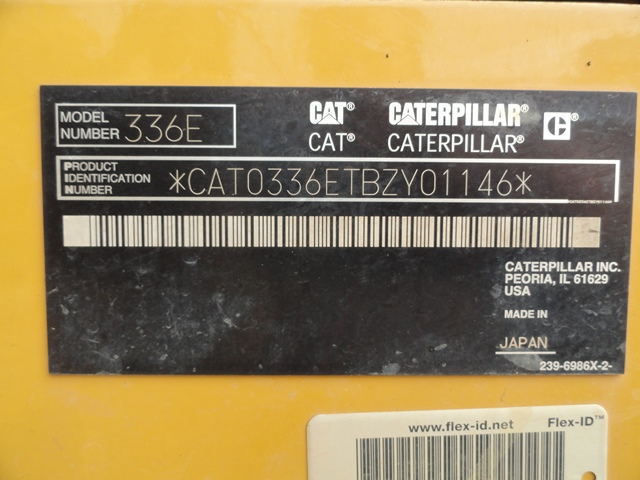 MODEL NUMBER 336E
CAT® CATERPILLAR® C®
CAT® CATERPILLAR®
PRODUCT IDENTIFICATION NUMBER *CAT0336ETBZY01146*
*CAT0336ETBZY01146*
CATERPILLAR INC.
PEORIA, IL 61629
USA
MADE IN
JAPAN
239-6986X-2-
www.flex-id.net Flex-ID™